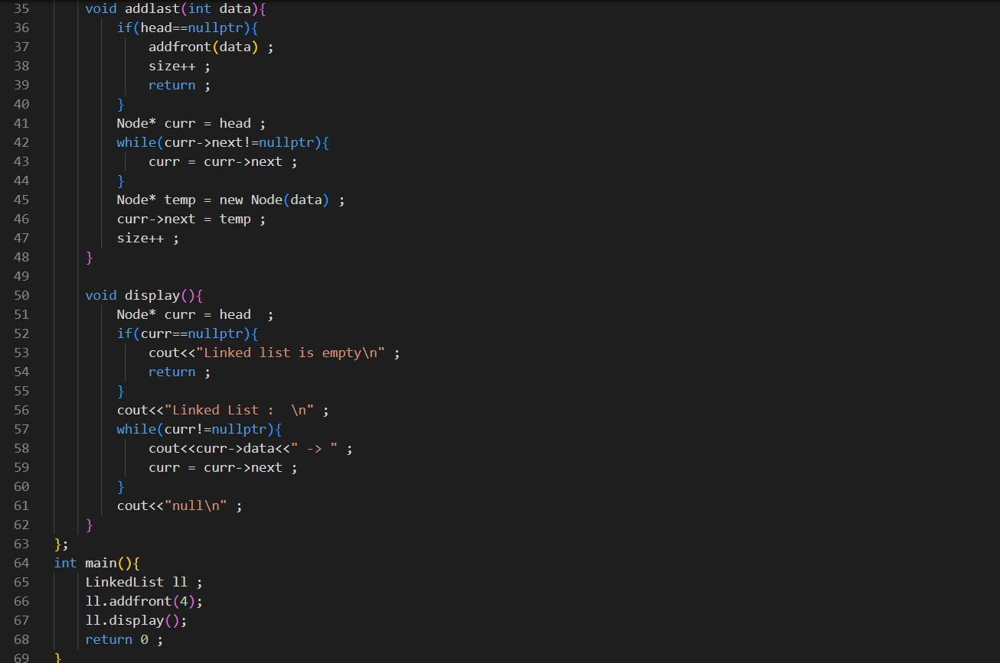 35 void addlast(int data){
36 if(head==nullptr){
37 addfront(data) ;
38 size++ ;
39 return ;
40 }
41 Node* curr = head ;
42 while(curr->next!=nullptr){
43 curr = curr->next ;
44 }
45 Node* temp = new Node(data) ;
46 curr->next = temp ;
47 size++ ;
48 }
49
50 void display(){
51 Node* curr = head  ;
52 if(curr==nullptr){
53 cout<<"Linked list is empty\n" ;
54 return ;
55 }
56 cout<<"Linked List :  \n" ;
57 while(curr!=nullptr){
58 cout<<curr->data<<" -> " ;
59 curr = curr->next ;
60 }
61 cout<<"null\n" ;
62 }
63 };
64 int main(){
65 LinkedList ll ;
66 ll.addfront(4);
67 ll.display();
68 return 0 ;
69 }